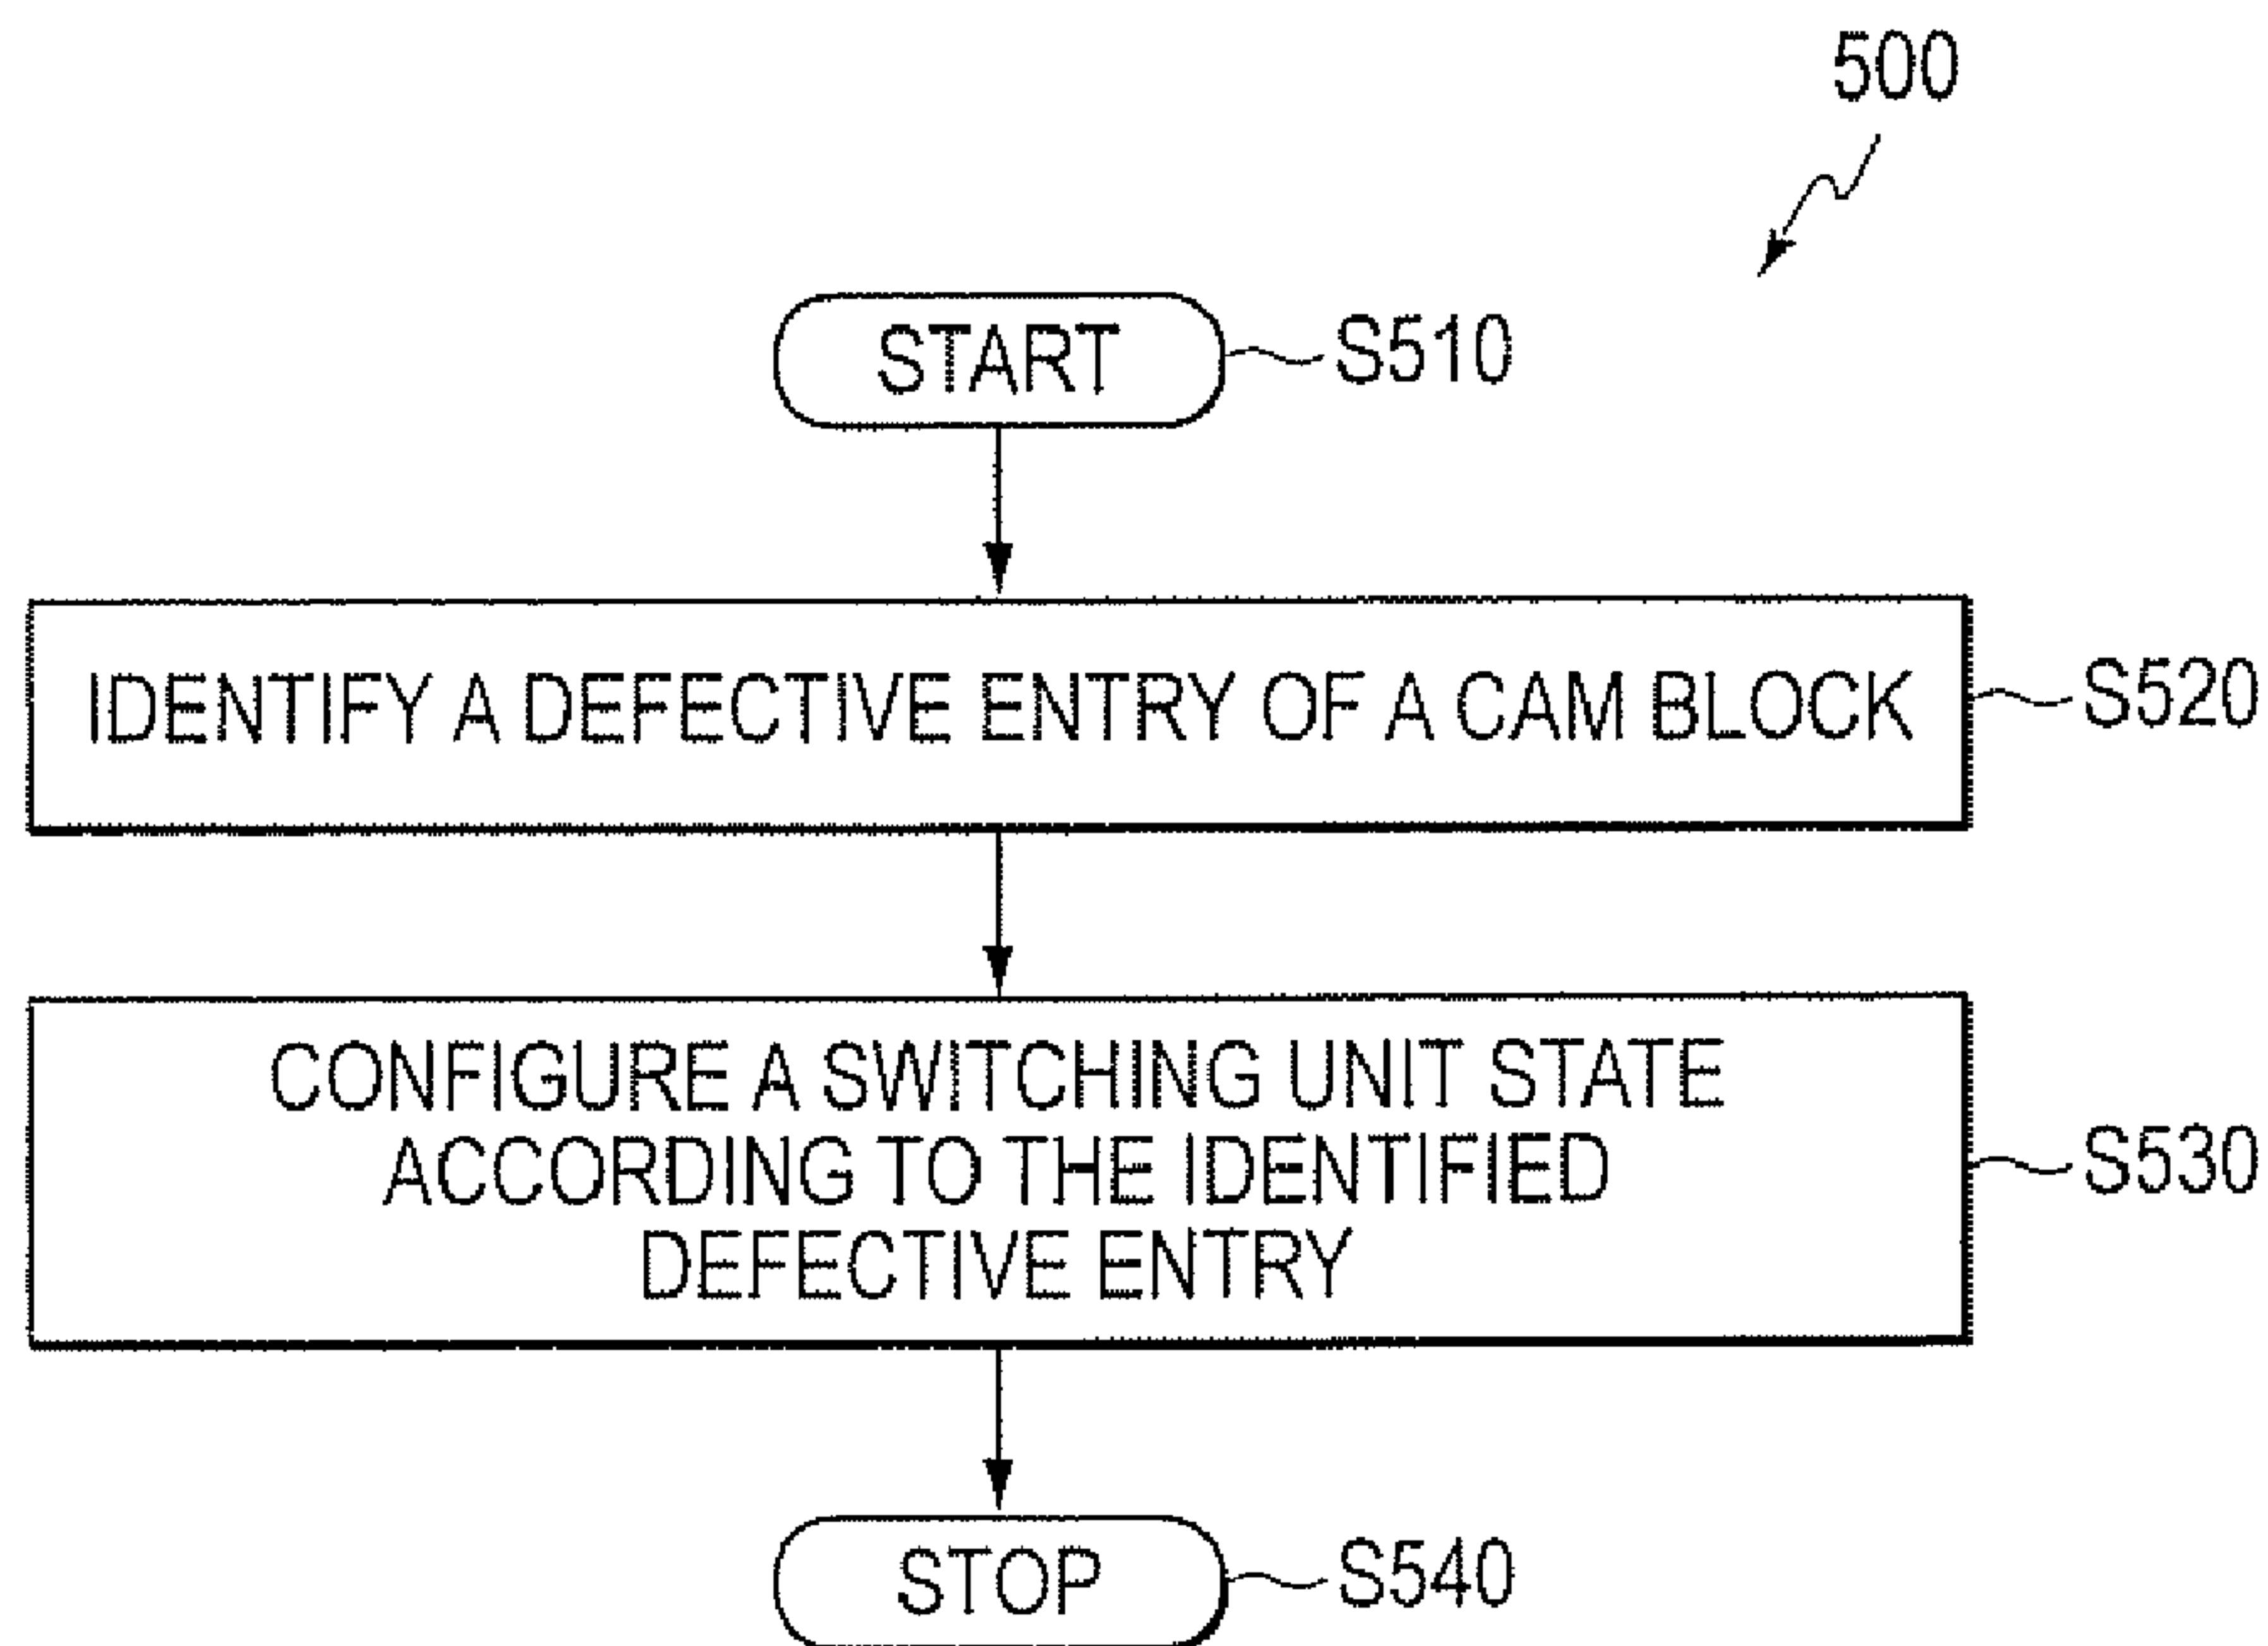 500
START
S510
IDENTIFY A DEFECTIVE ENTRY OF A CAM BLOCK
S520
CONFIGURE A SWITCHING UNIT STATE
ACCORDING TO THE IDENTIFIED
DEFECTIVE ENTRY
S530
STOP
S540